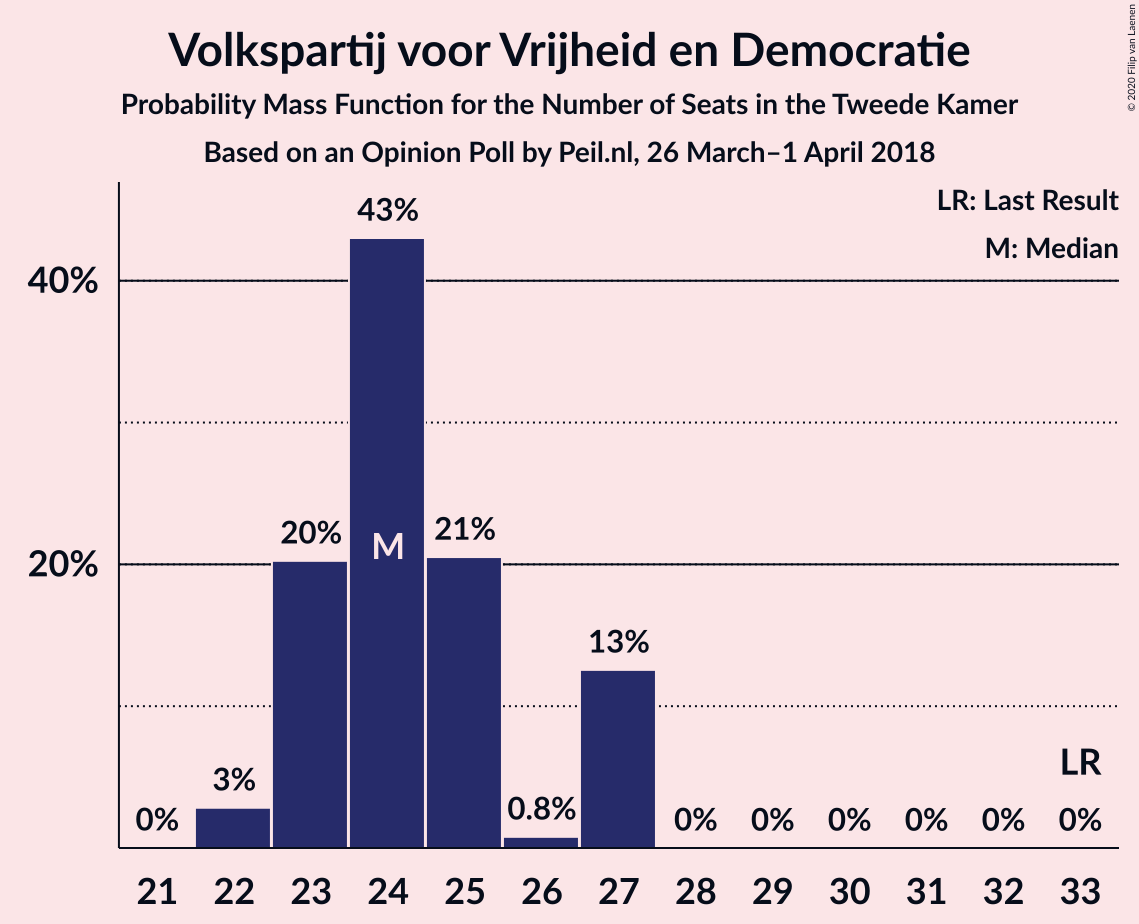 Volkspartij voor Vrijheid en Democratie
Probability Mass Function for the Number of Seats in the Tweede Kamer
Based on an Opinion Poll by Peil.nl, 26 March–1 April 2018
© 2020 Filip van Laenen
LR: Last Result
M: Median
40%
20%
0% 3% 20% 43% 21% 0.8% 13% 0% 0% 0% 0% 0% 0%
M
LR
21 22 23 24 25 26 27 28 29 30 31 32 33